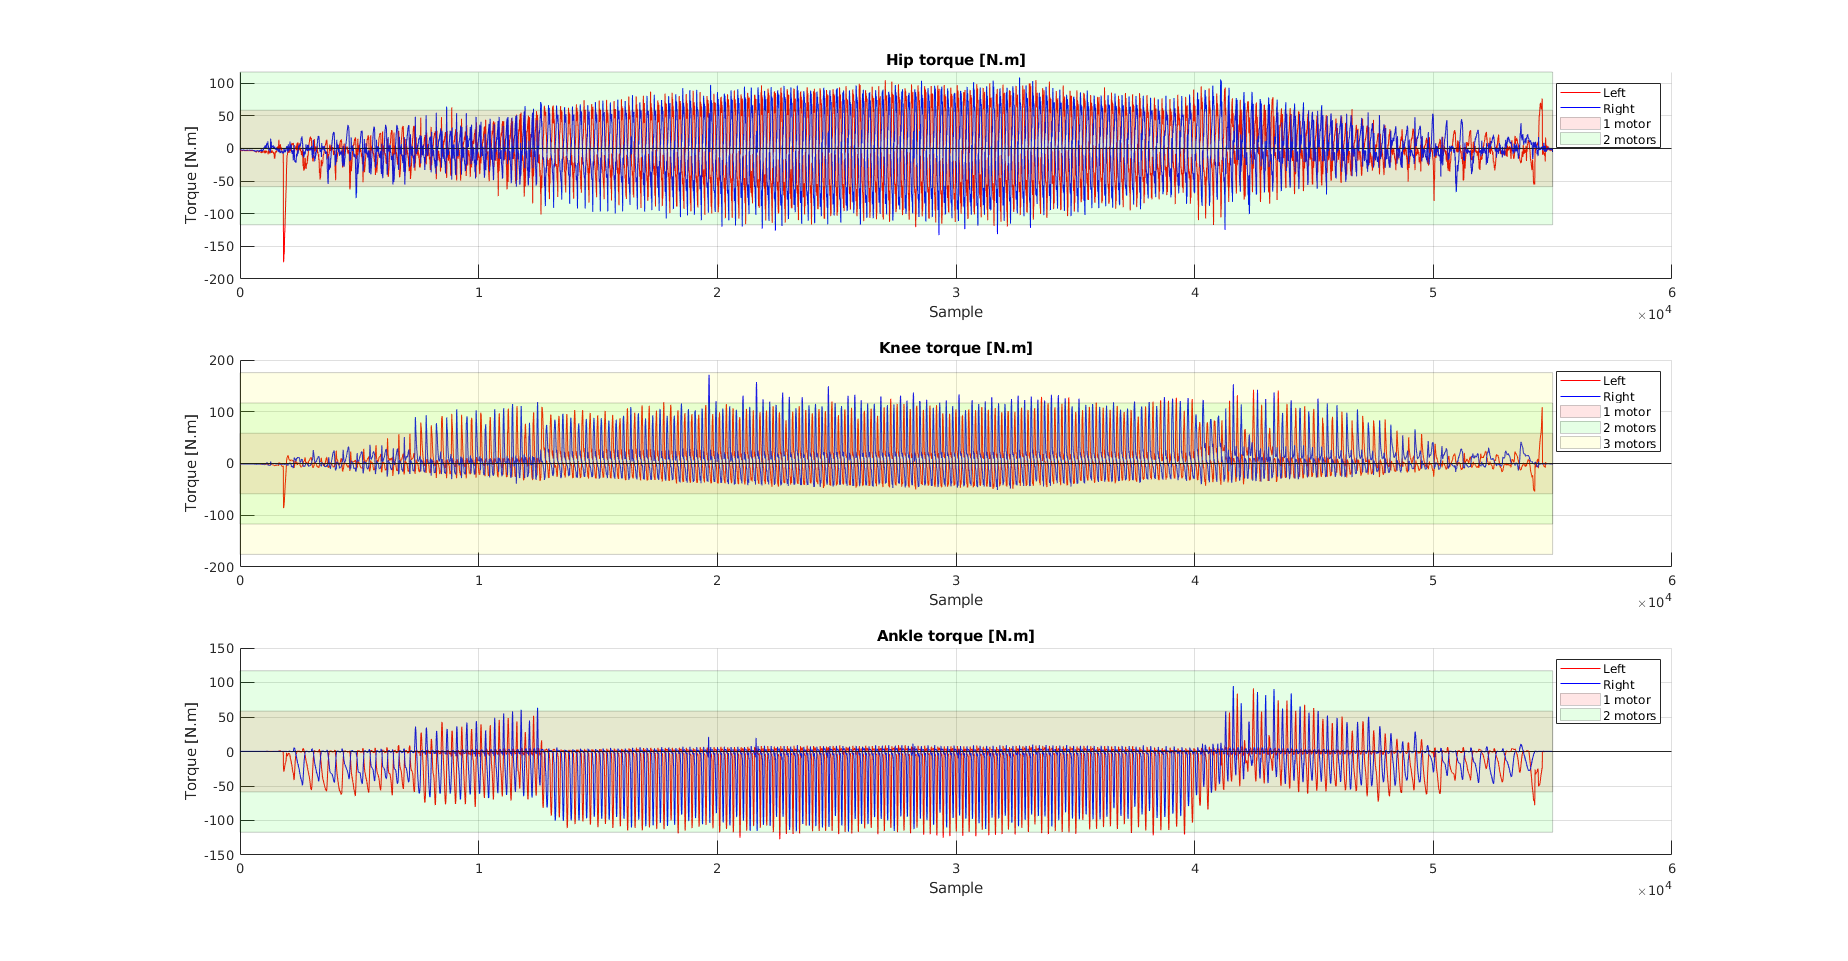 Hip torque [N.m]
100
50
0
-50
-100
-150
-200
Torque [N.m]
0 1 2 3 4 5 6
×10^4
Sample
Left
Right
1 motor
2 motors
Knee torque [N.m]
200
100
0
-100
-200
Torque [N.m]
0 1 2 3 4 5 6
×10^4
Sample
Left
Right
1 motor
2 motors
3 motors
Ankle torque [N.m]
150
100
50
0
-50
-100
-150
Torque [N.m]
0 1 2 3 4 5 6
×10^4
Sample
Left
Right
1 motor
2 motors